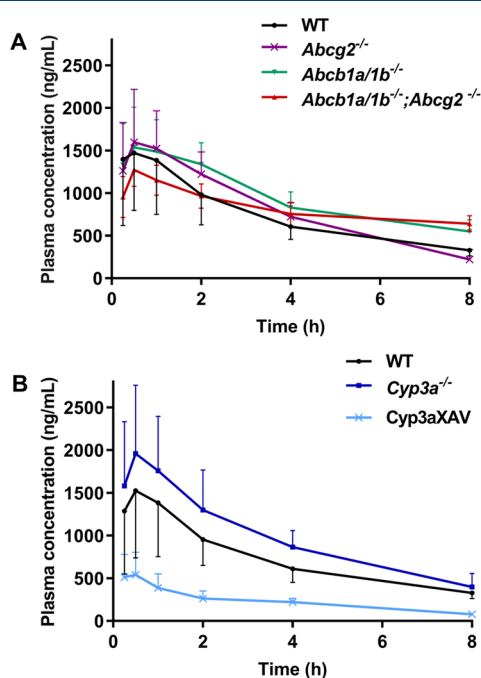 A
WT
Abcg2-/-
Abcb1a/1b-/-
Abcb1a/1b-/-;Abcg2 -/-
Plasma concentration (ng/mL)
2500
2000
1500
1000
500
0
0 2 4 6 8
Time (h)
B
WT
Cyp3a-/-
Cyp3aXAV
Plasma concentration (ng/mL)
2500
2000
1500
1000
500
0
0 2 4 6 8
Time (h)